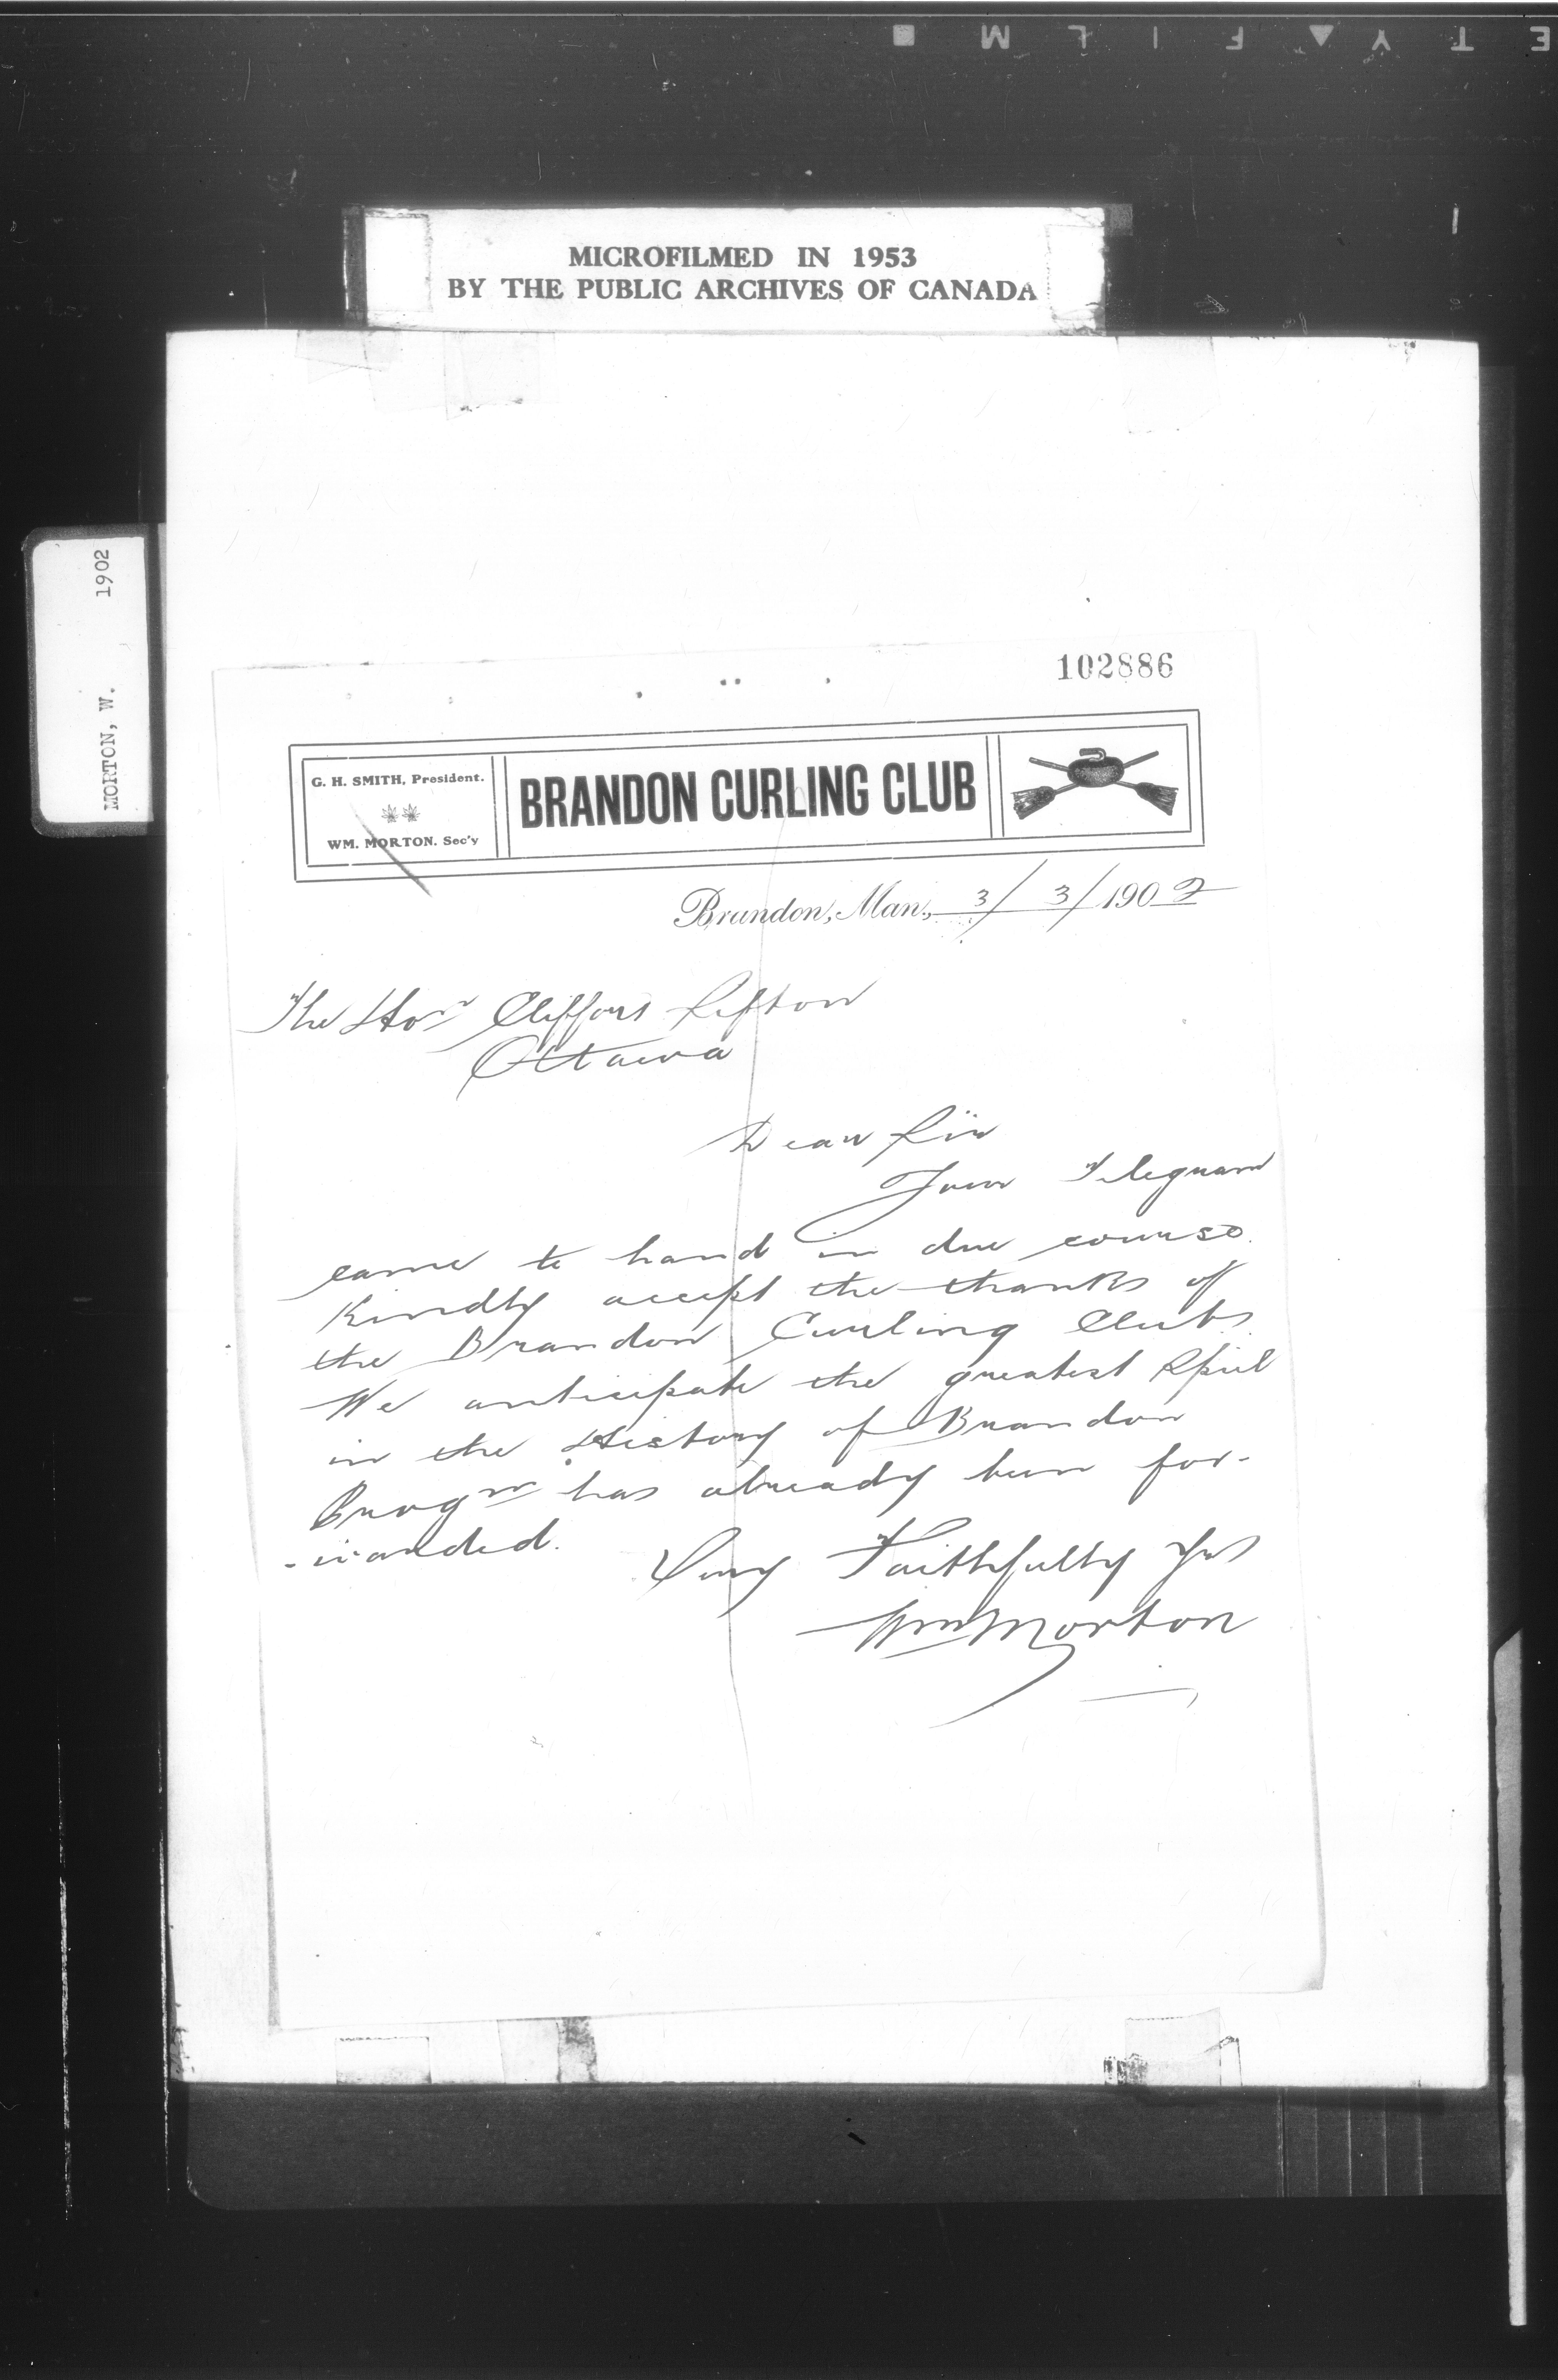 E T Y ▲ F I L M ■
MICROFILMED IN 1953
BY THE PUBLIC ARCHIVES OF CANADA
MORTON, W. 1902
102886
G. H. SMITH, President.
WM. MORTON. Sec'y
BRANDON CURLING CLUB
Brandon, Man., 3/ 3/ 1902
The Honr Clifford Sifton
Ottawa
Dear Sir
Your Telegram
came to hand in due course.
Kindly accept the thanks of
the Brandon Curling Club.
We anticipate the greatest Spiel
in the History of Brandon
Progm has already been for-
-warded.
Very Faithfully Yrs
Wm Morton